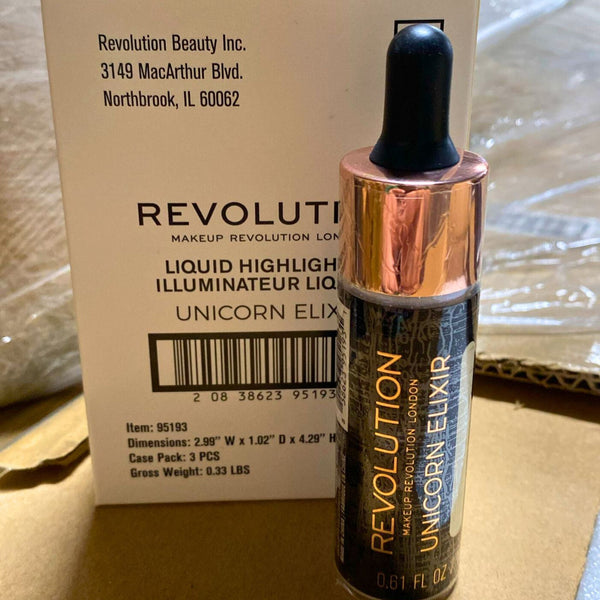 Revolution Beauty Inc.
3149 MacArthur Blvd.
Northbrook, IL 60062
REVOLUTI
MAKEUP REVOLUTION LON
LIQUID HIGHLIGH
ILLUMINATEUR LIQ
UNICORN ELIX
2 08 38623 95193
Item: 95193
Dimensions: 2.99" W x 1.02" D x 4.29" H
Case Pack: 3 PCS
Gross Weight: 0.33 LBS
REVOLUTION
MAKEUP REVOLUTION LONDON
UNICORN ELIXIR
0.61 FL OZ